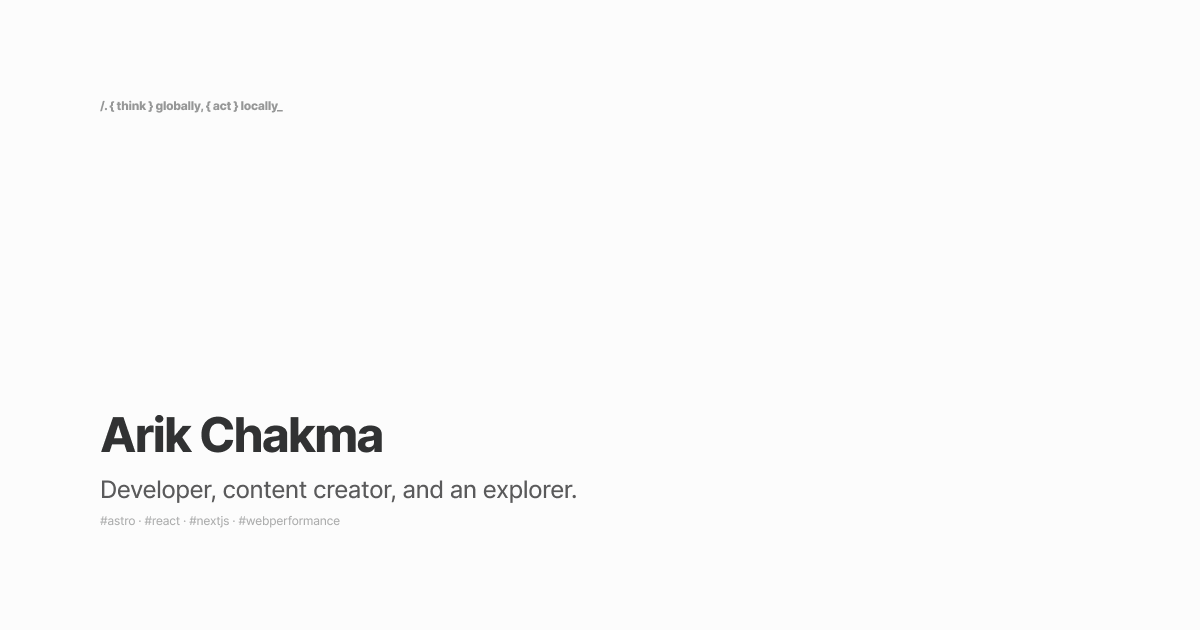 /. { think } globally, { act } locally_
Arik Chakma
Developer, content creator, and an explorer.
#astro · #react · #nextjs · #webperformance